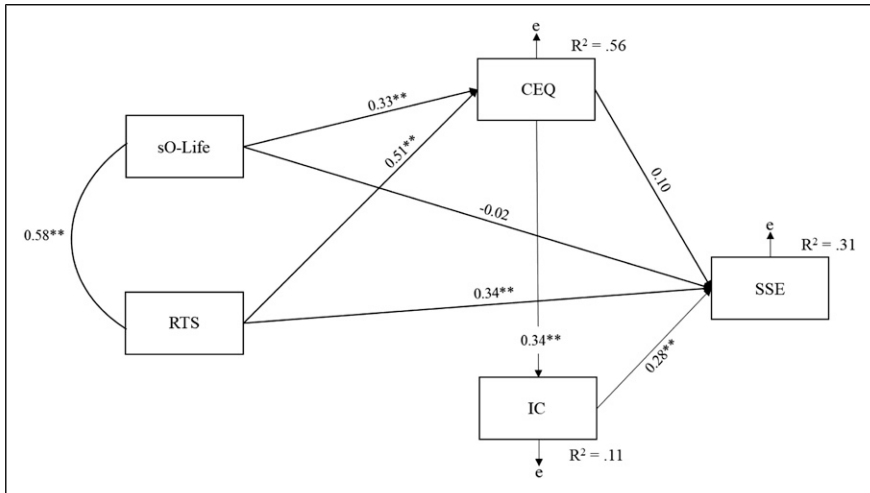 e
R² = .56
CEQ
0.33**
sO-Life
0.51**
0.10
-0.02
0.58**
e
R² = .31
SSE
RTS
0.34**
0.34**
0.28**
IC
R² = .11
e